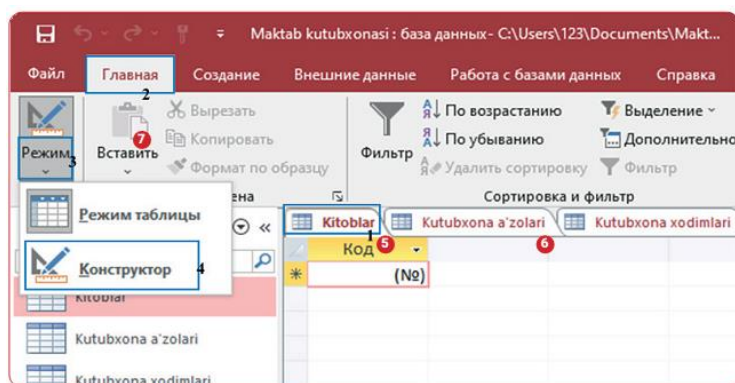 Maktab kutubxonasi : база данных- C:\Users\123\Documents\Makt...
Файл Главная Создание Внешние данные Работа с базами данных Справка
2
Режим 3
Вставить 7
Вырезать
Копировать
Формат по образцу
Фильтр
По возрастанию
По убыванию
Удалить сортировку
Выделение
Дополнительно
Фильтр
ена
Сортировка и фильтр
Режим таблицы
Конструктор 4
«
Kitoblar Kutubxona a'zolari Kutubxona xodimlari
1 5 6
Код
* (№)
Kitoblar
Kutubxona a'zolari
Kutubxona xodimlari